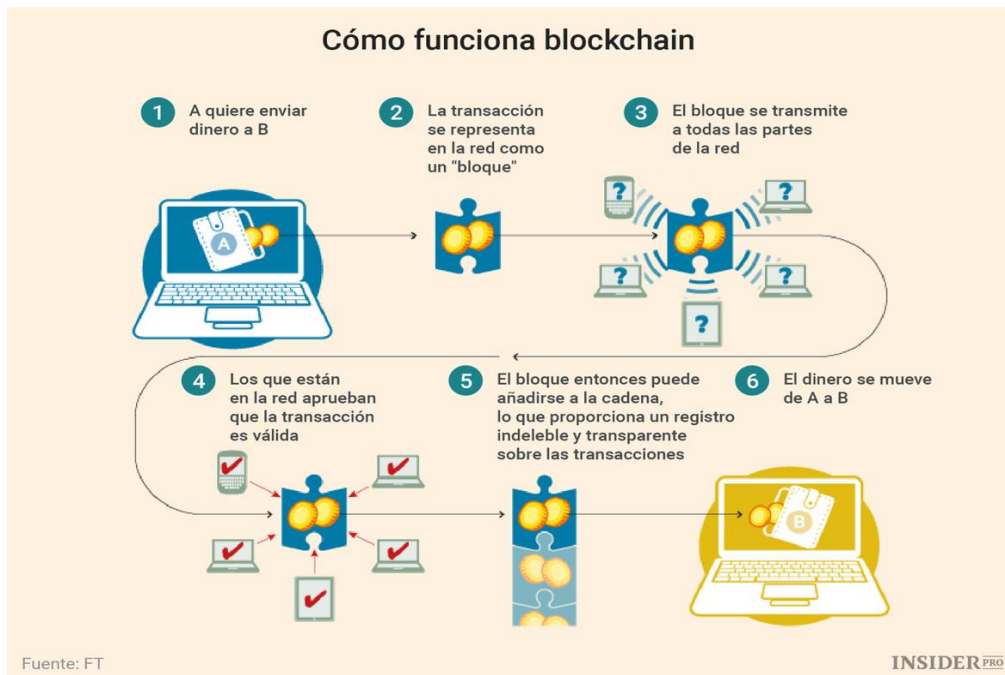 Cómo funciona blockchain
1
A quiere enviar
dinero a B
2
La transacción
se representa
en la red como
un "bloque"
3
El bloque se transmite
a todas las partes
de la red
A
?
?
?
?
?
4
Los que están
en la red aprueban
que la transacción
es válida
5
El bloque entonces puede
añadirse a la cadena,
lo que proporciona un registro
indeleble y transparente
sobre las transacciones
6
El dinero se mueve
de A a B
B
Fuente: FT
INSIDER PRO